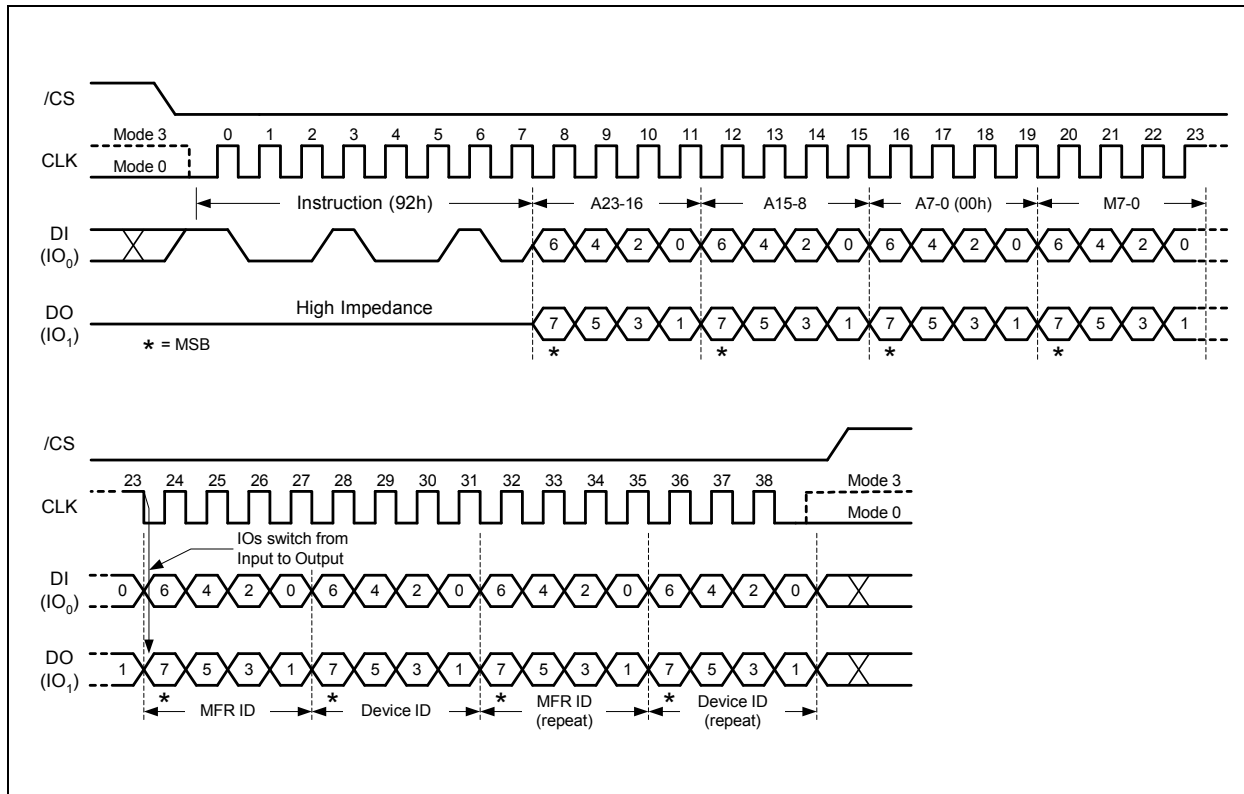 /CS
Mode 3 0 1 2 3 4 5 6 7 8 9 10 11 12 13 14 15 16 17 18 19 20 21 22 23
CLK Mode 0
Instruction (92h) A23-16 A15-8 A7-0 (00h) M7-0
DI
(IO0) 6 4 2 0 6 4 2 0 6 4 2 0 6 4 2 0
High Impedance
DO
(IO1) 7 5 3 1 7 5 3 1 7 5 3 1 7 5 3 1
* = MSB * * * *
/CS
23 24 25 26 27 28 29 30 31 32 33 34 35 36 37 38 Mode 3
CLK Mode 0
IOs switch from
Input to Output
DI
(IO0) 0 6 4 2 0 6 4 2 0 6 4 2 0 6 4 2 0
DO
(IO1) 1 7 5 3 1 7 5 3 1 7 5 3 1 7 5 3 1
* * * *
MFR ID Device ID MFR ID
(repeat) Device ID
(repeat)